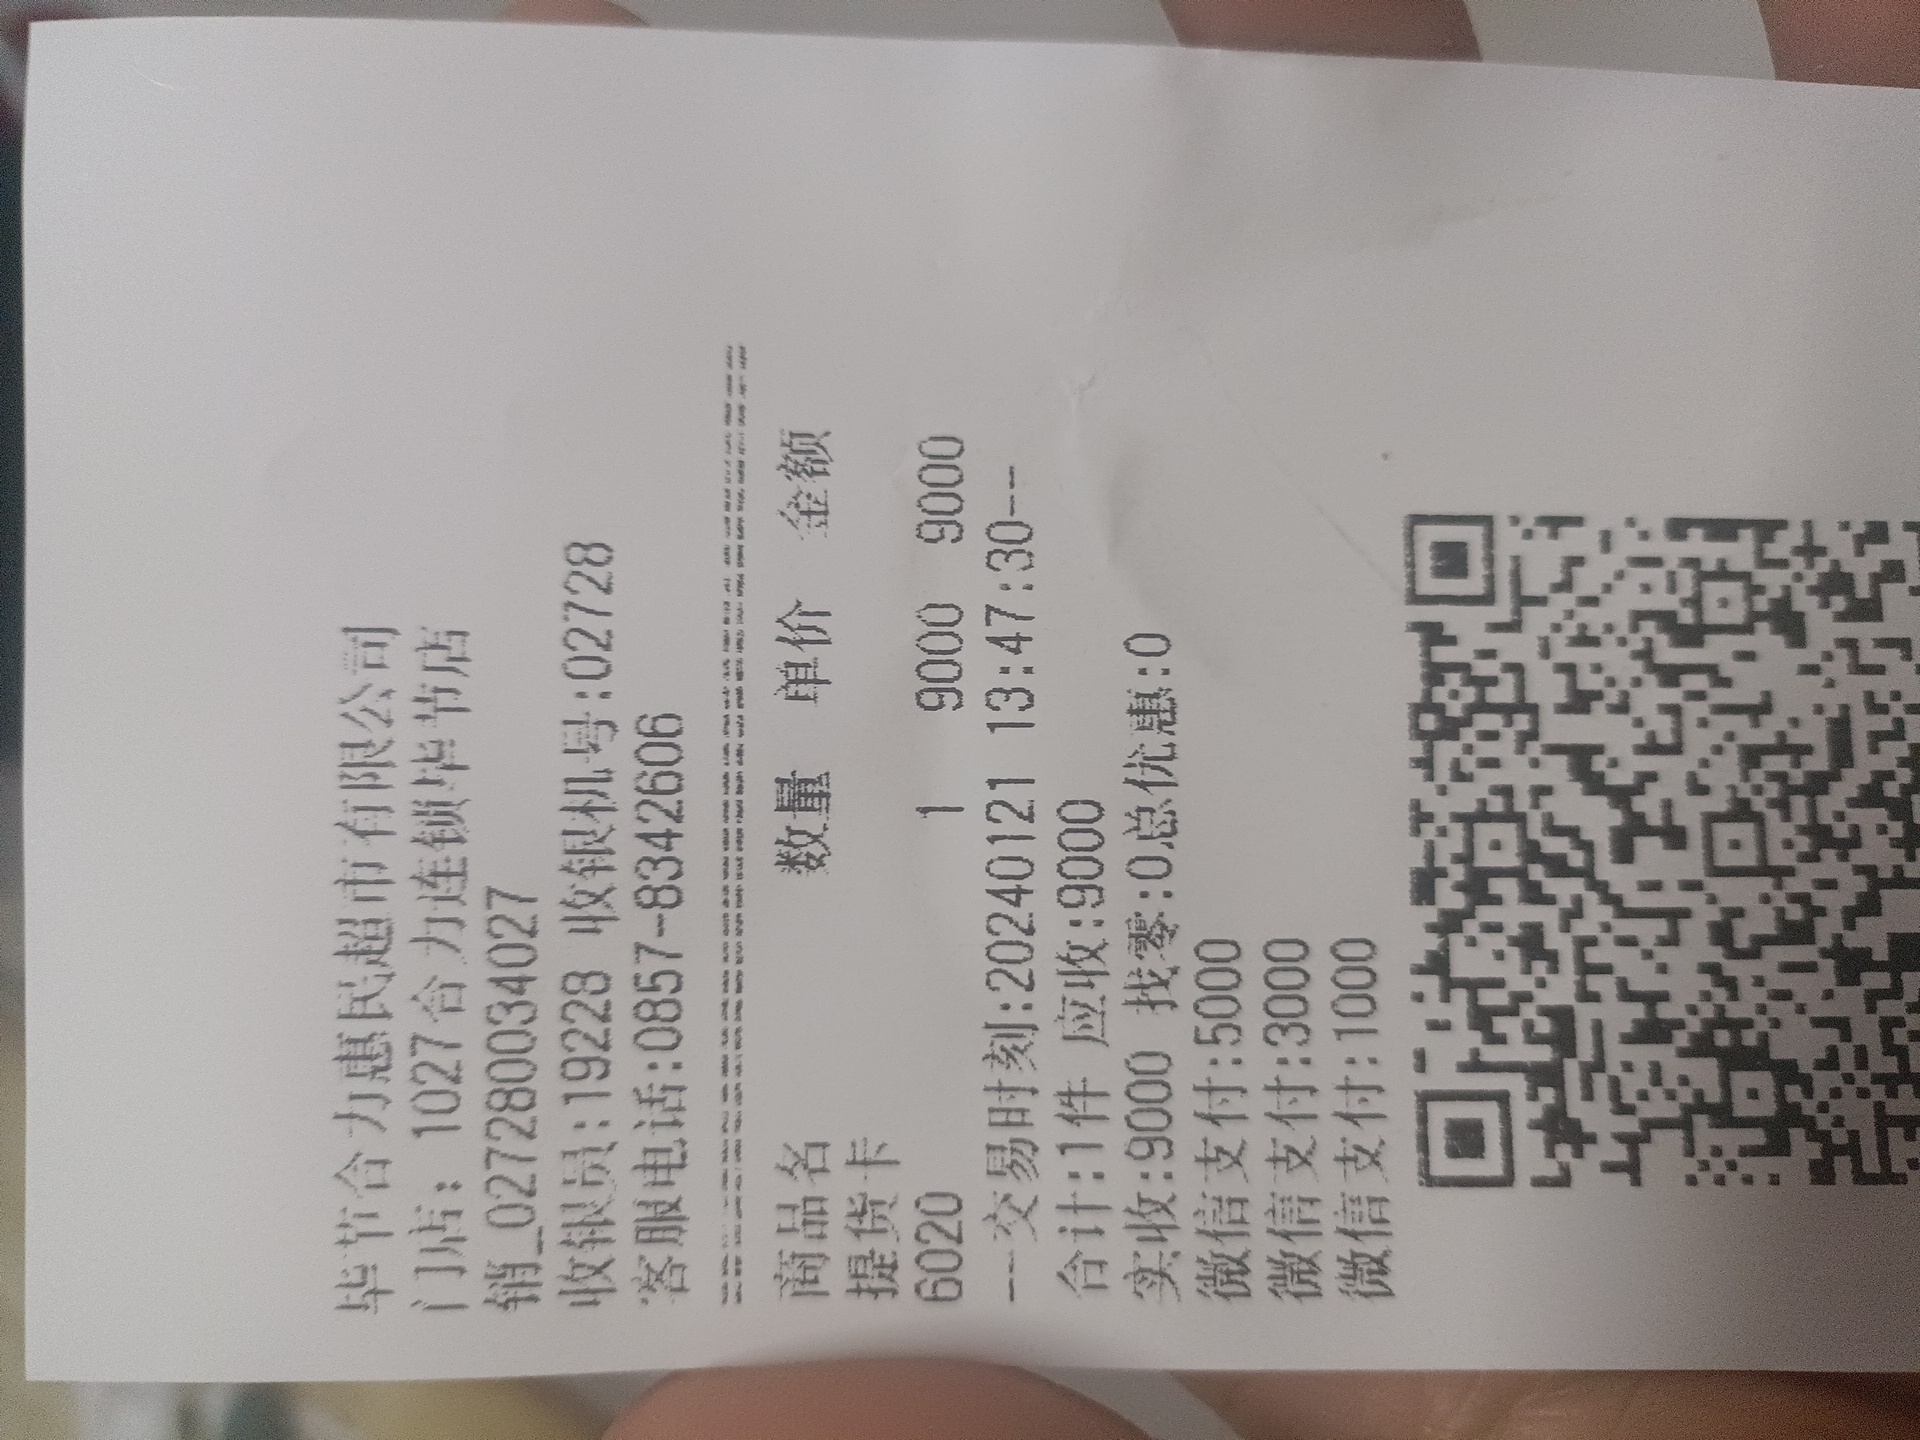 毕节合力惠民超市有限公司
门店: 1027合力连锁毕节店
销_027280034027
收银员:19228 收银机号:02728
客服电话:0857-8342606
商品名 数量 单价 金额
提货卡
6020 1 9000 9000
---交易时刻:20240121 13:47:30--
合计:1件 应收:9000
实收:9000 找零:0总优惠:0
微信支付:5000
微信支付:3000
微信支付:1000